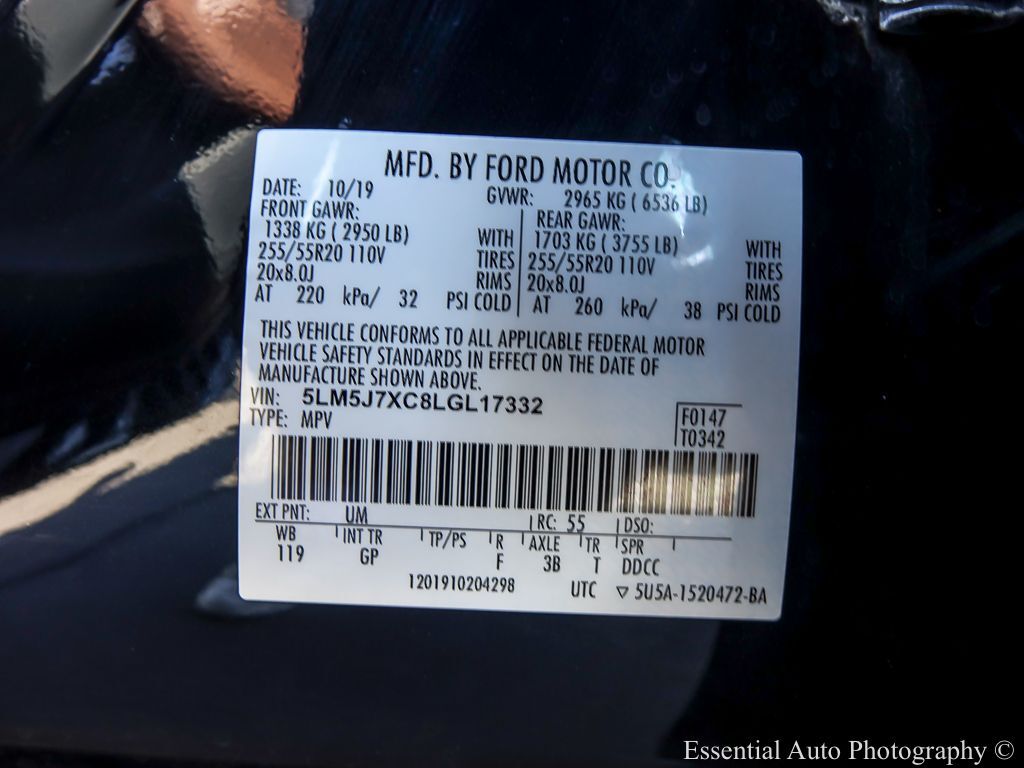 MFD. BY FORD MOTOR CO.
DATE: 10/19 GVWR: 2965 KG ( 6536 LB)
FRONT GAWR: REAR GAWR:
1338 KG ( 2950 LB) WITH 1703 KG ( 3755 LB) WITH
255/55R20 110V TIRES 255/55R20 110V TIRES
20x8.0J RIMS 20x8.0J RIMS
AT 220 kPa/ 32 PSI COLD AT 260 kPa/ 38 PSI COLD
THIS VEHICLE CONFORMS TO ALL APPLICABLE FEDERAL MOTOR
VEHICLE SAFETY STANDARDS IN EFFECT ON THE DATE OF
MANUFACTURE SHOWN ABOVE.
VIN: 5LM5J7XC8LGL17332
TYPE: MPV
F0147
T0342
EXT PNT: UM RC: 55 DSO:
WB INT TR TP/PS R AXLE TR SPR
119 GP F 3B T DDCC
1201910204298 UTC ▽ 5U5A-1520472-BA
Essential Auto Photography ©